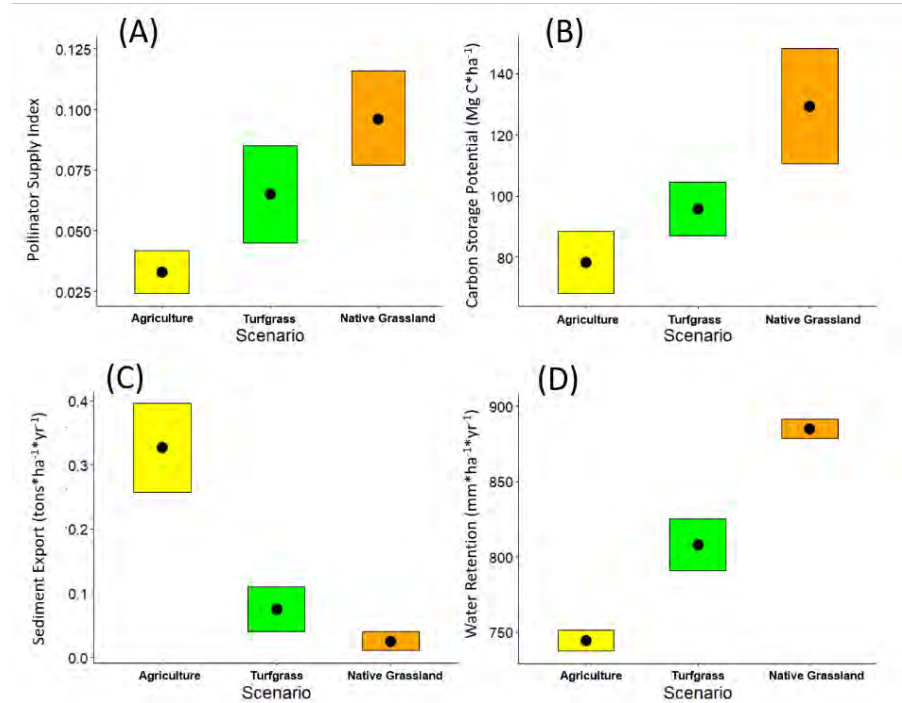 (A)
Pollinator Supply Index
0.125
0.100
0.075
0.050
0.025
Agriculture Turfgrass Native Grassland
Scenario
(B)
Carbon Storage Potential (Mg C*ha⁻¹)
140
120
100
80
Agriculture Turfgrass Native Grassland
Scenario
(C)
Sediment Export (tons*ha⁻¹*yr⁻¹)
0.4
0.3
0.2
0.1
0.0
Agriculture Turfgrass Native Grassland
Scenario
(D)
Water Retention (mm*ha⁻¹*yr⁻¹)
900
850
800
750
Agriculture Turfgrass Native Grassland
Scenario